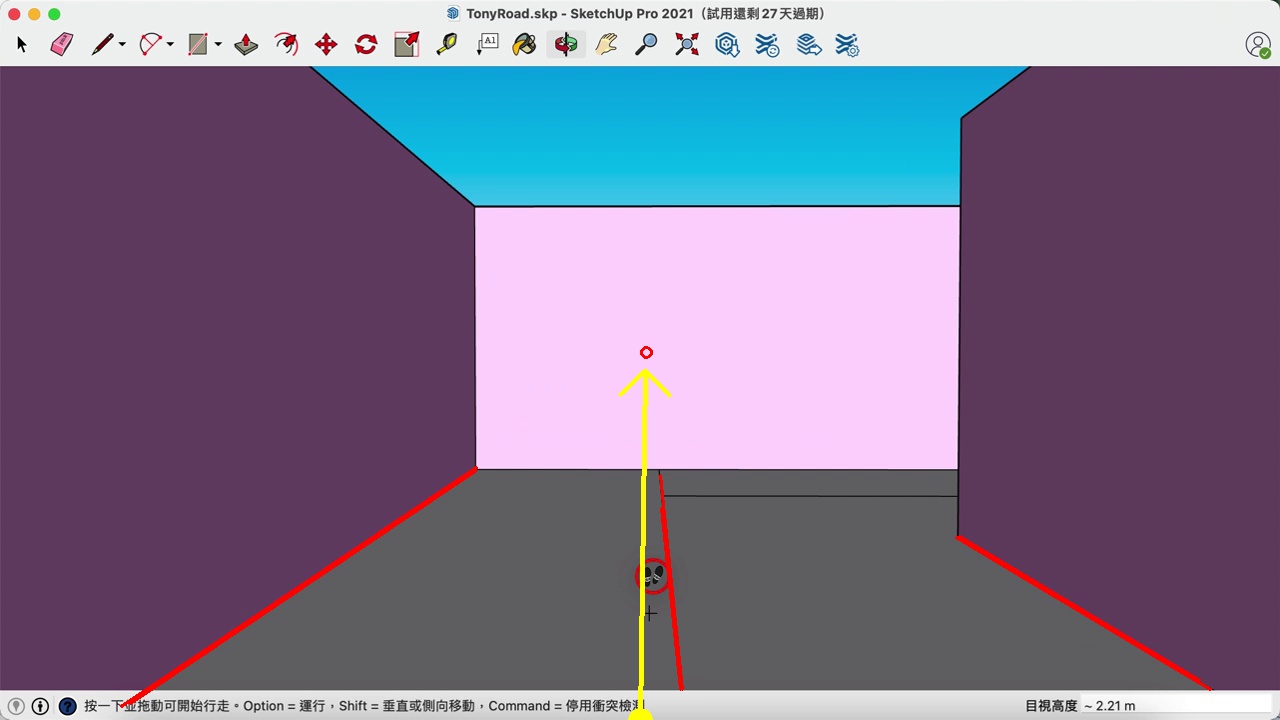 TonyRoad.skp - SketchUp Pro 2021（試用還剩 27 天過期）
A1
按一下並拖動可開始行走。Option = 運行，Shift = 垂直或側向移動，Command = 停用衝突檢測
目視高度 ~ 2.21 m